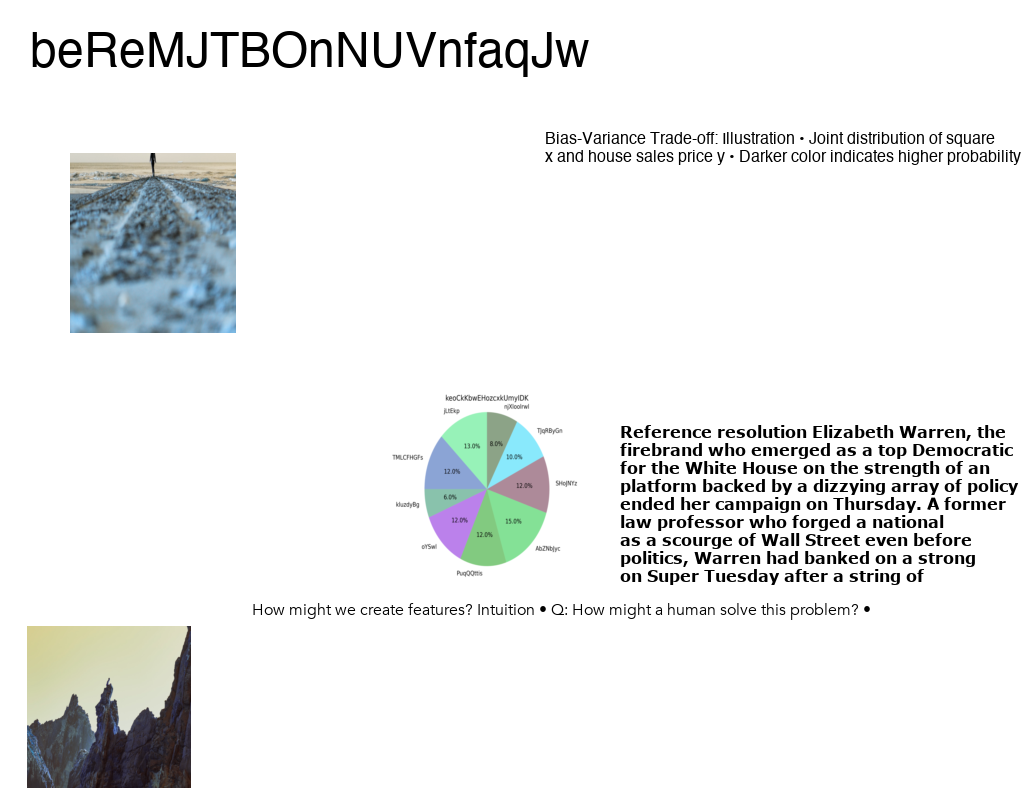 beReMJTBOnNUVnfaqJw
Bias-Variance Trade-off: Illustration • Joint distribution of square
x and house sales price y • Darker color indicates higher probability
keoCkKbwEHozcxkUmyIDK
njXlooIrwl
jLtEkp
TJqRByGn
8.0%
13.0%
10.0%
TMLCFHGFs
12.0%
12.0%
SHoJNYz
6.0%
kluzdyBg
12.0%
15.0%
12.0%
oYSwl
AbZNbJyc
PuqQQttis
Reference resolution Elizabeth Warren, the
firebrand who emerged as a top Democratic
for the White House on the strength of an
platform backed by a dizzying array of policy
ended her campaign on Thursday. A former
law professor who forged a national
as a scourge of Wall Street even before
politics, Warren had banked on a strong
on Super Tuesday after a string of
How might we create features? Intuition • Q: How might a human solve this problem? •